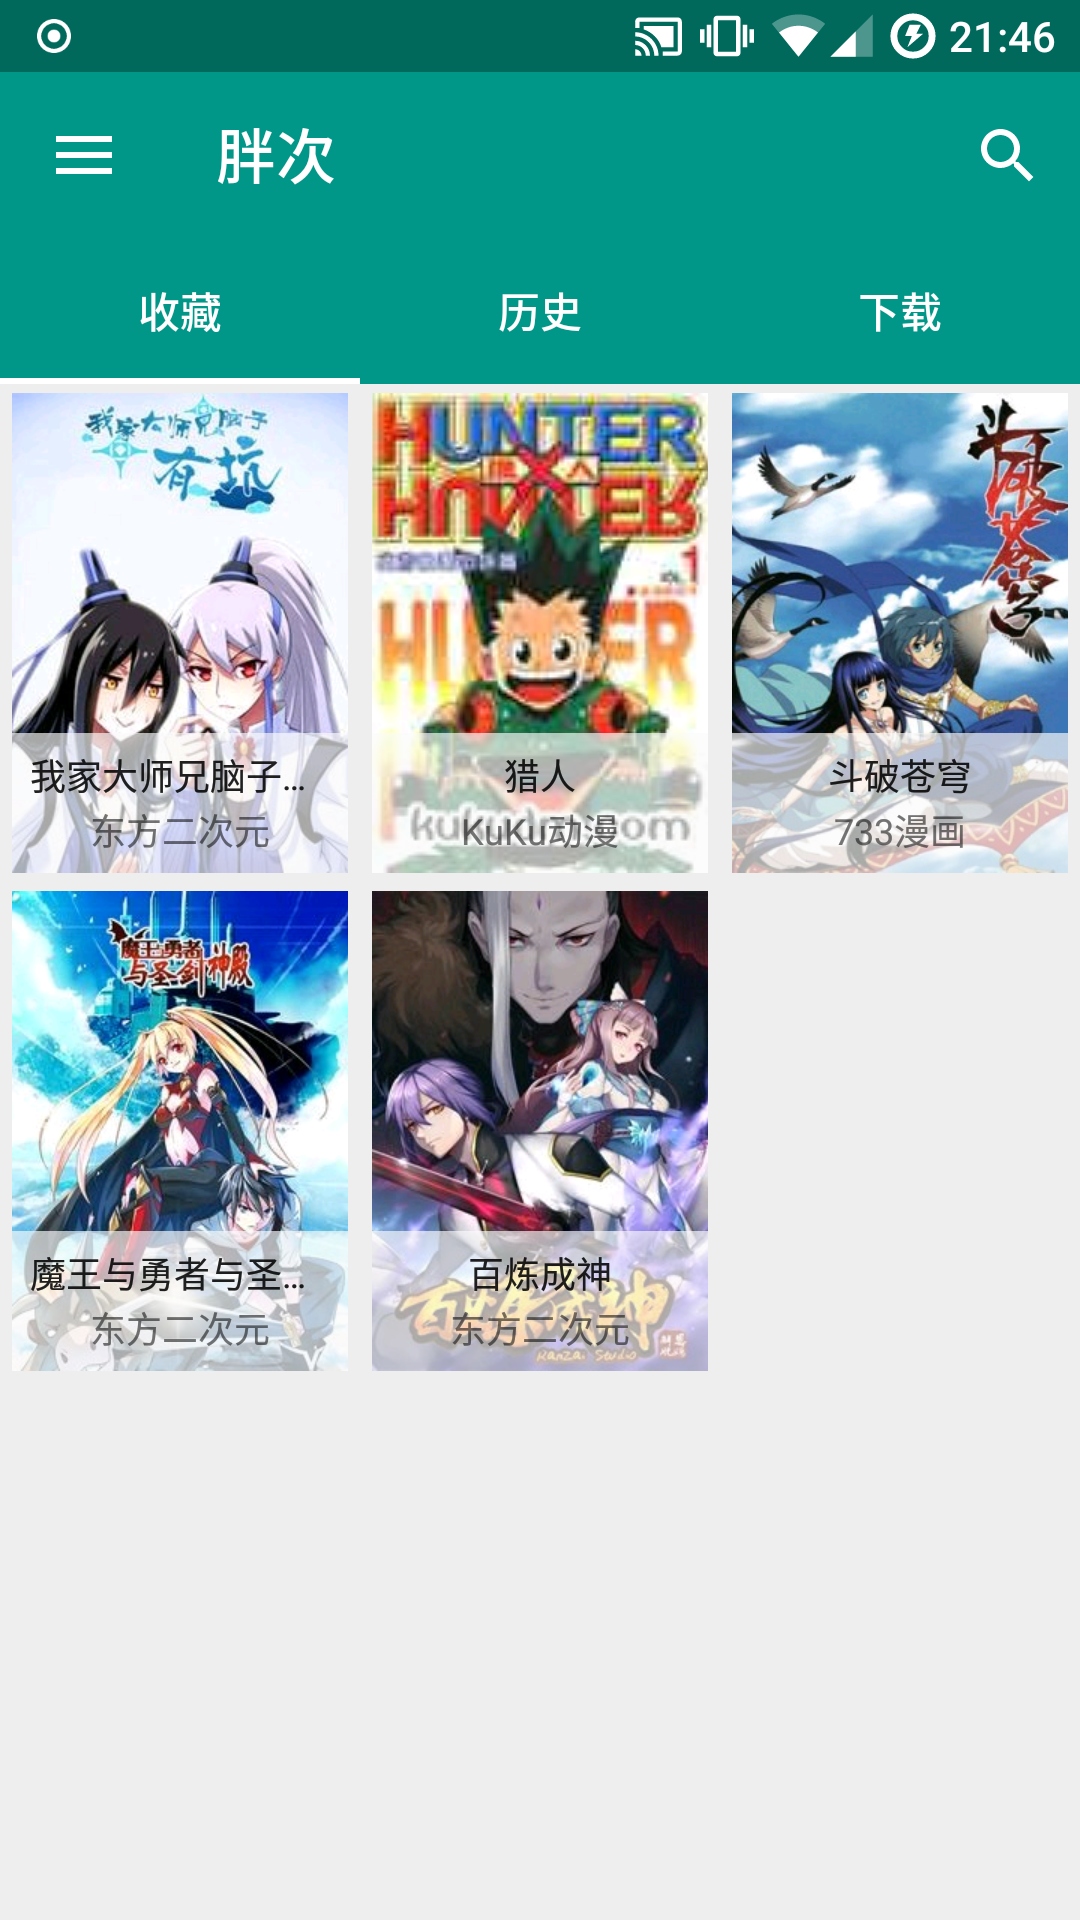 21:46
胖次
收藏
历史
下载
我家大师兄脑子
有坑
HUNTER
HUNTER
斗破苍穹
我家大师兄脑子...
东方二次元
猎人
KuKu动漫
斗破苍穹
733漫画
魔王勇者
与圣剑神殿
魔王与勇者与圣...
东方二次元
百炼成神
百炼成神
东方二次元